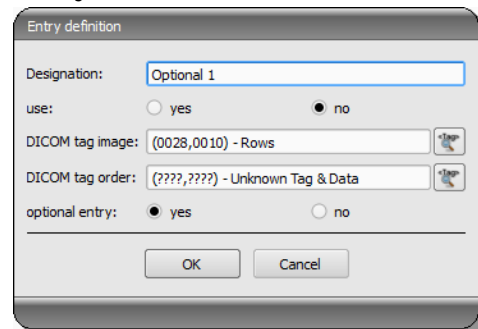 Entry definition
Designation: Optional 1
use: yes no
DICOM tag image: (0028,0010) - Rows
DICOM tag order: (????,????) - Unknown Tag & Data
optional entry: yes no
OK Cancel